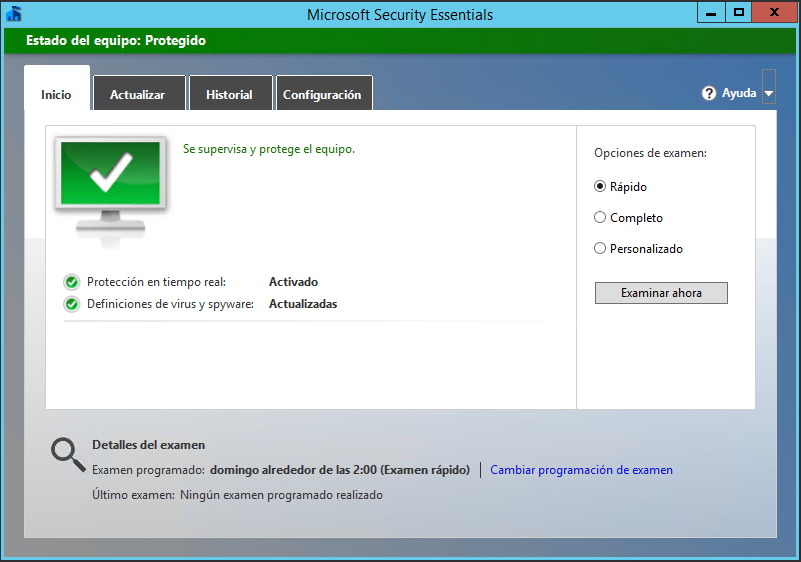 Microsoft Security Essentials
Estado del equipo: Protegido
Inicio
Actualizar
Historial
Configuración
? Ayuda
Se supervisa y protege el equipo.
Protección en tiempo real: Activado
Definiciones de virus y spyware: Actualizadas
Opciones de examen:
Rápido
Completo
Personalizado
Examinar ahora
Detalles del examen
Examen programado: domingo alrededor de las 2:00 (Examen rápido) | Cambiar programación de examen
Último examen: Ningún examen programado realizado